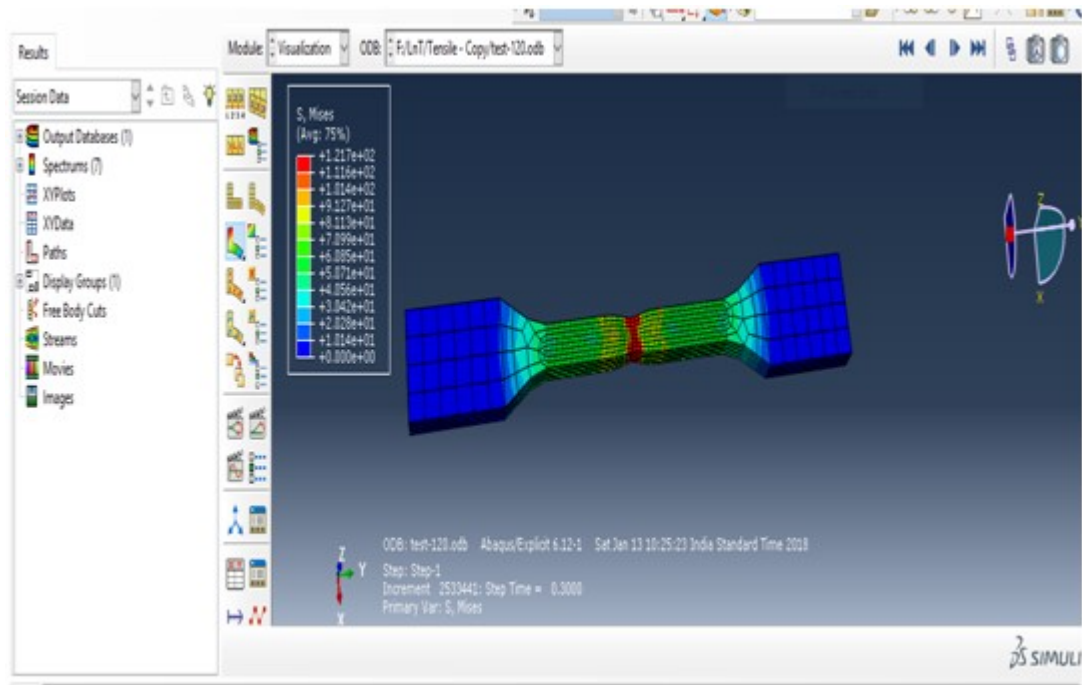 Results
Module: Visualization ODB: F:/LnT/Tensile - Copy/test-120.odb
Session Data
Output Databases (1)
Spectrums (7)
XYPlots
XYData
Paths
Display Groups (1)
Free Body Cuts
Streams
Movies
Images
S, Mises
(Avg: 75%)
+1.217e+02
+1.116e+02
+1.014e+02
+9.127e+01
+8.113e+01
+7.099e+01
+6.085e+01
+5.071e+01
+4.056e+01
+3.042e+01
+2.028e+01
+1.014e+01
+0.000e+00
Z
X
Z
Y
X
ODB: test-120.odb Abaqus/Explicit 6.12-1 Sat Jan 13 10:25:23 India Standard Time 2018
Step: Step-1
Increment 2533441: Step Time = 0.3000
Primary Var: S, Mises
SIMULI